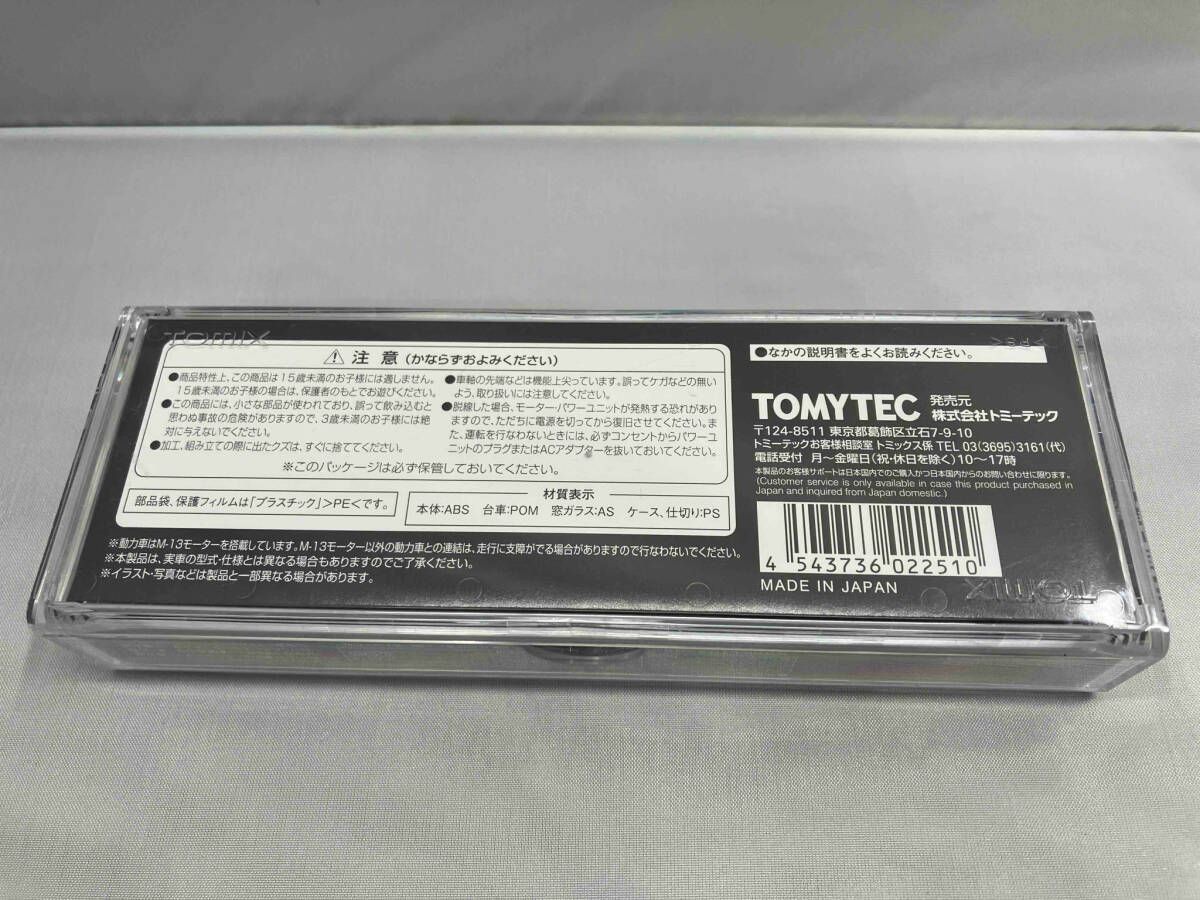 TOMIX
⚠ 注 意 (かならずおよみください)
●商品特性上、この商品は15歳未満のお子様には適しません。
15歳未満のお子様の場合は、保護者のもとでお遊びください。
●この商品には、小さな部品が使われており、誤って飲み込むと
思わぬ事故の危険がありますので、3歳未満のお子様には絶
対に与えないでください。
●加工、組み立ての際に出たクズは、すぐに捨ててください。
●車軸の先端などは機能上尖っています。誤ってケガなどの無い
よう、取り扱いには注意してください。
●脱線した場合、モーター・パワーユニットが発熱する恐れがあり
ますので、ただちに電源を切ってから復旧させてください。ま
た、運転を行なわないときには、必ずコンセントからパワーユ
ニットのプラグまたはACアダプターを抜いておいてください。
※このパッケージは必ず保管しておいてください。
部品袋、保護フィルムは「プラスチック」>PE<です。
材質表示
本体:ABS 台車:POM 窓ガラス:AS ケース、仕切り:PS
※動力車はM-13モーターを搭載しています。M-13モーター以外の動力車との連結は、走行に支障がでる場合がありますので行なわないでください。
※本製品は、実車の型式・仕様とは異なる場合もありますのでご了承ください。
※イラスト・写真などは製品と一部異なる場合があります。
>PS<
●なかの説明書をよくお読みください。
TOMYTEC 発売元
株式会社トミーテック
〒124-8511 東京都葛飾区立石7-9-10
トミーテックお客様相談室 トミックス係 TEL 03(3695)3161(代)
電話受付 月〜金曜日(祝・休日を除く)10〜17時
本製品のお客様サポートは日本国内でのご購入かつ日本国内からのお問い合わせに限ります。
(Customer service is only available in case this product purchased in
Japan and inquired from Japan domestic.)
4 543736 022510
MADE IN JAPAN
TOMIX